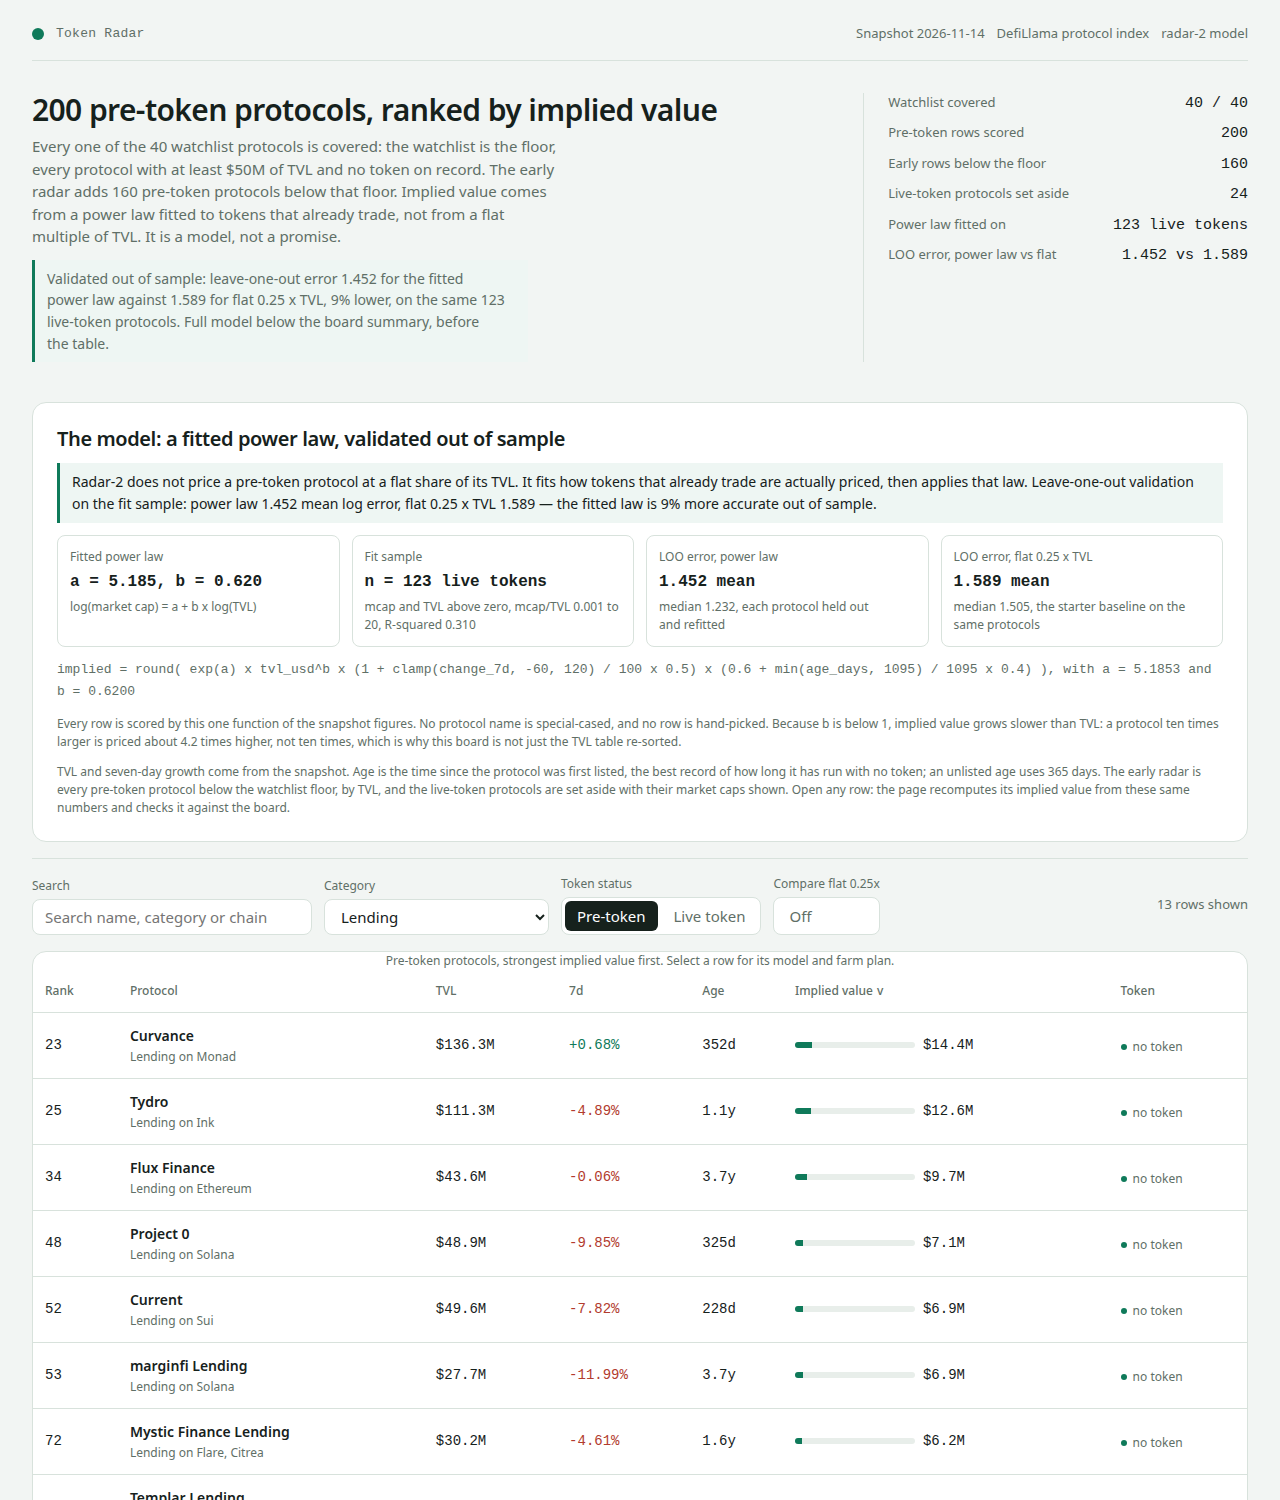 Token Radar
Snapshot 2026-11-14 DefiLlama protocol index radar-2 model
200 pre-token protocols, ranked by implied value
Every one of the 40 watchlist protocols is covered: the watchlist is the floor,
every protocol with at least $50M of TVL and no token on record. The early
radar adds 160 pre-token protocols below that floor. Implied value comes
from a power law fitted to tokens that already trade, not from a flat
multiple of TVL. It is a model, not a promise.
Validated out of sample: leave-one-out error 1.452 for the fitted
power law against 1.589 for flat 0.25 x TVL, 9% lower, on the same 123
live-token protocols. Full model below the board summary, before
the table.
Watchlist covered 40 / 40
Pre-token rows scored 200
Early rows below the floor 160
Live-token protocols set aside 24
Power law fitted on 123 live tokens
LOO error, power law vs flat 1.452 vs 1.589
The model: a fitted power law, validated out of sample
Radar-2 does not price a pre-token protocol at a flat share of its TVL. It fits how tokens that already trade are actually priced, then applies that law. Leave-one-out validation
on the fit sample: power law 1.452 mean log error, flat 0.25 x TVL 1.589 — the fitted law is 9% more accurate out of sample.
Fitted power law
a = 5.185, b = 0.620
log(market cap) = a + b x log(TVL)
Fit sample
n = 123 live tokens
mcap and TVL above zero, mcap/TVL 0.001 to
20, R-squared 0.310
LOO error, power law
1.452 mean
median 1.232, each protocol held out
and refitted
LOO error, flat 0.25 x TVL
1.589 mean
median 1.505, the starter baseline on the
same protocols
implied = round( exp(a) x tvl_usd^b x (1 + clamp(change_7d, -60, 120) / 100 x 0.5) x (0.6 + min(age_days, 1095) / 1095 x 0.4) ), with a = 5.1853 and
b = 0.6200
Every row is scored by this one function of the snapshot figures. No protocol name is special-cased, and no row is hand-picked. Because b is below 1, implied value grows slower than TVL: a protocol ten times
larger is priced about 4.2 times higher, not ten times, which is why this board is not just the TVL table re-sorted.
TVL and seven-day growth come from the snapshot. Age is the time since the protocol was first listed, the best record of how long it has run with no token; an unlisted age uses 365 days. The early radar is
every pre-token protocol below the watchlist floor, by TVL, and the live-token protocols are set aside with their market caps shown. Open any row: the page recomputes its implied value from these same
numbers and checks it against the board.
Search Category Token status Compare flat 0.25x
Search name, category or chain Lending Pre-token Live token Off 13 rows shown
Pre-token protocols, strongest implied value first. Select a row for its model and farm plan.
Rank Protocol TVL 7d Age Implied value v Token
23 Curvance $136.3M +0.68% 352d $14.4M no token
Lending on Monad
25 Tydro $111.3M -4.89% 1.1y $12.6M no token
Lending on Ink
34 Flux Finance $43.6M -0.06% 3.7y $9.7M no token
Lending on Ethereum
48 Project 0 $48.9M -9.85% 325d $7.1M no token
Lending on Solana
52 Current $49.6M -7.82% 228d $6.9M no token
Lending on Sui
53 marginfi Lending $27.7M -11.99% 3.7y $6.9M no token
Lending on Solana
72 Mystic Finance Lending $30.2M -4.61% 1.6y $6.2M no token
Lending on Flare, Citrea
Templar Lending